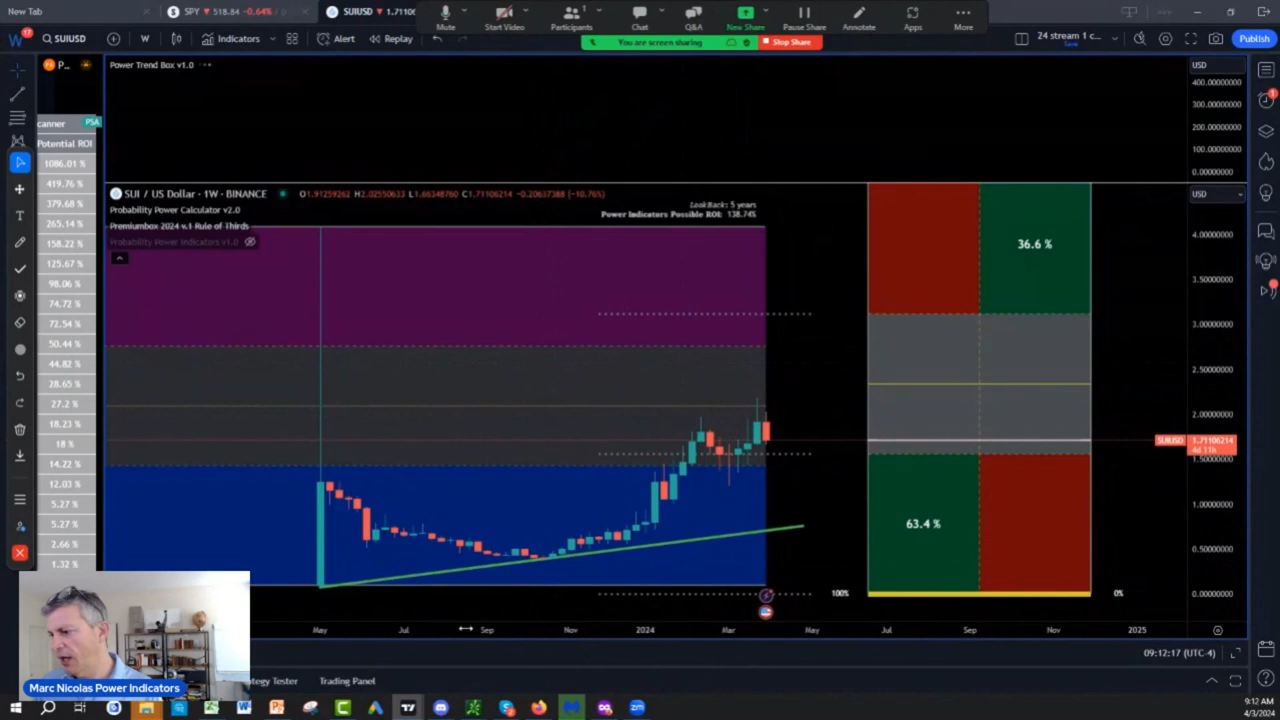 New Tab
SPY ▼ 518.84 -0.64%
SUIUSD ▼ 1.7110
Mute
Start Video
Participants
1
Chat
Q&A
New Share
Pause Share
Annotate
Apps
More
You are screen sharing
Stop Share
SUIUSD
W
Indicators
Alert
Replay
24 stream 1 c...
Save
Publish
P...
Power Trend Box v1.0
USD
400.00000000
300.00000000
200.00000000
100.00000000
0.00000000
canner
PSA
Potential ROI
1086.01 %
419.76 %
379.68 %
265.14 %
158.22 %
125.67 %
98.06 %
74.72 %
72.54 %
50.44 %
44.82 %
28.65 %
27.2 %
18.23 %
18 %
14.22 %
12.03 %
5.27 %
5.27 %
2.66 %
1.32 %
SUI / US Dollar · 1W · BINANCE
O1.91259262 H2.02550633 L1.66348760 C1.71106214 -0.20637388 (-10.76%)
Probability Power Calculator v2.0
Premiumbox 2024 v.1 Rule of Thirds
Probability Power Indicators v1.0
LookBack: 5 years
Power Indicators Possible ROI: 138.74%
USD
36.6 %
63.4 %
100%
0%
4.00000000
3.50000000
3.00000000
2.50000000
2.00000000
SUIUSD
1.71106214
4d 11h
1.50000000
1.00000000
0.50000000
0.00000000
May
Jul
Sep
Nov
2024
Mar
May
Jul
Sep
Nov
2025
09:12:17 (UTC-4)
tegy Tester
Trading Panel
Marc Nicolas Power Indicators
9:12 AM
4/3/2024